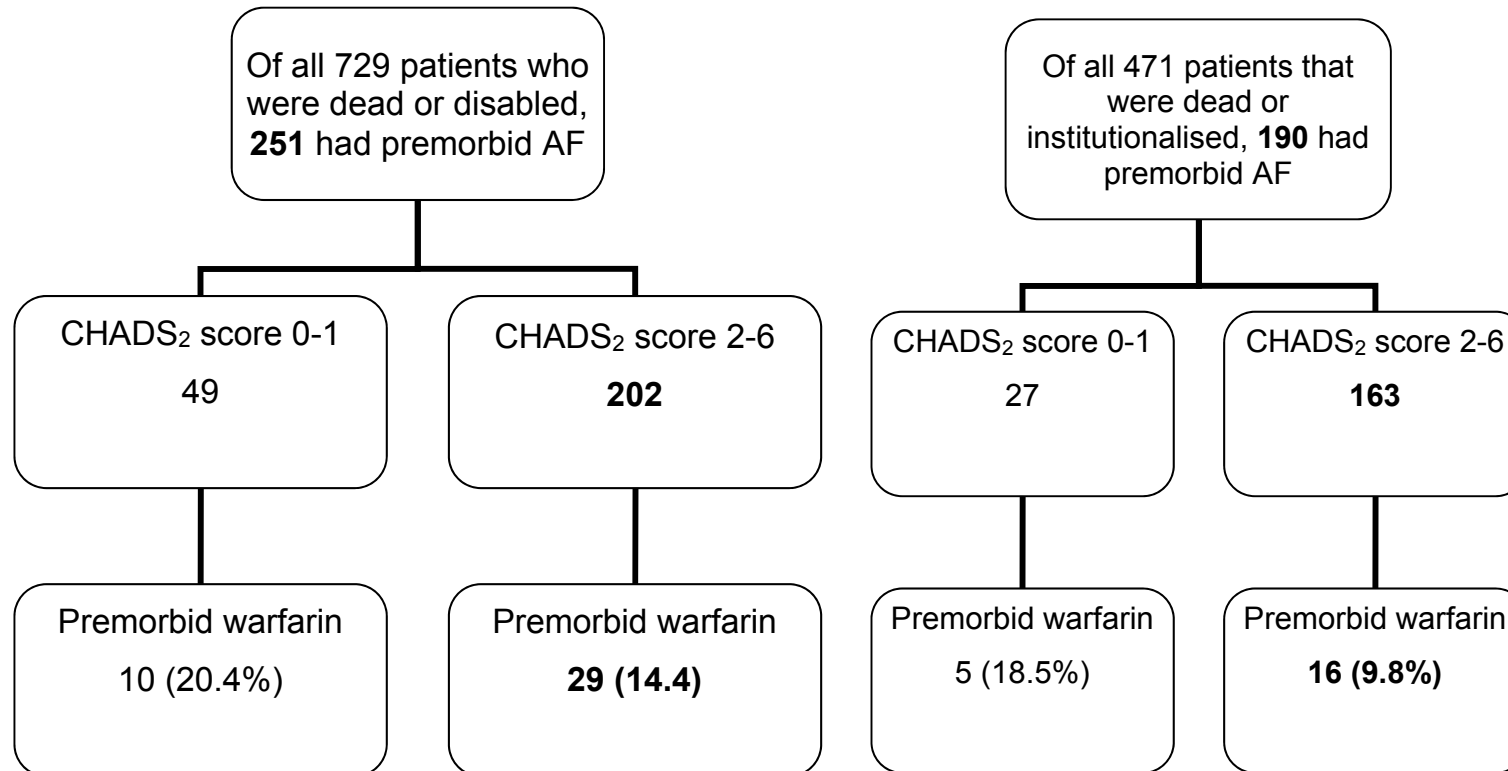 Of all 729 patients who
were dead or disabled,
251 had premorbid AF
CHADS₂ score 0-1
49
CHADS₂ score 2-6
202
Premorbid warfarin
10 (20.4%)
Premorbid warfarin
29 (14.4)
Of all 471 patients that
were dead or
institutionalised, 190 had
premorbid AF
CHADS₂ score 0-1
27
CHADS₂ score 2-6
163
Premorbid warfarin
5 (18.5%)
Premorbid warfarin
16 (9.8%)